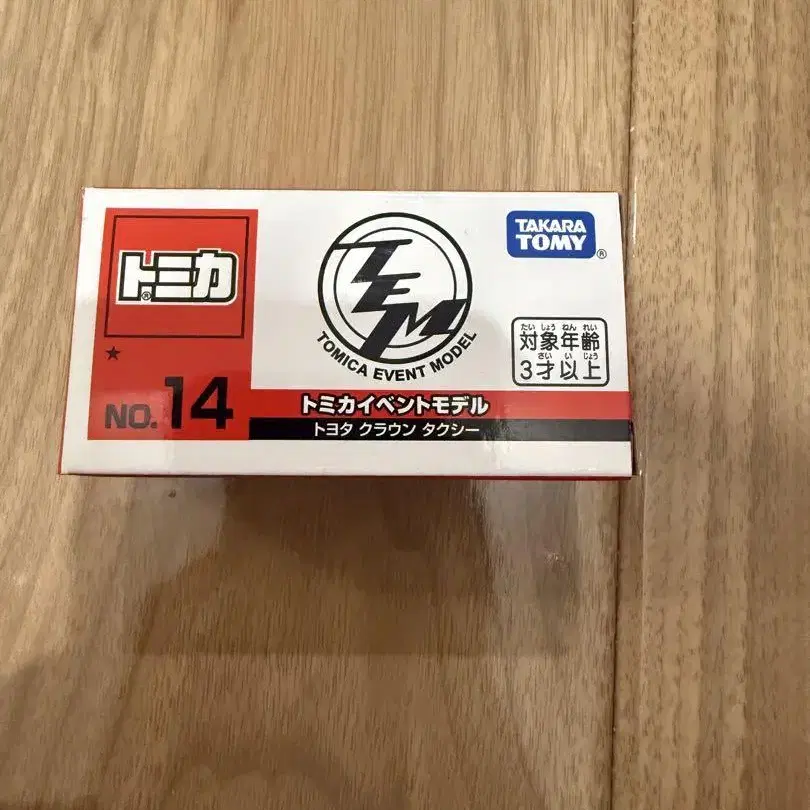 トミカ
®
★
NO.14
TEM
TOMICA EVENT MODEL
トミカイベントモデル
トヨタ クラウン タクシー
TAKARA
TOMY®
たいしょうねんれい
対象年齢
さいいじょう
3才以上